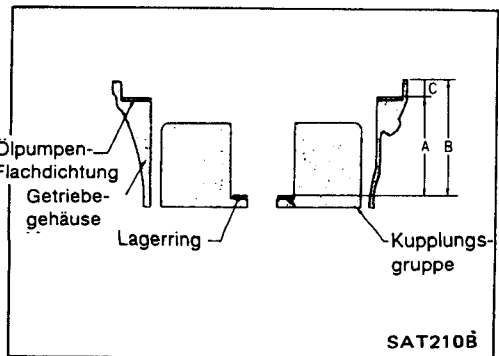 C
A
B
Ölpumpen-
Flachdichtung
Getriebe-
gehäuse
Lagerring
Kupplungs-
gruppe
SAT210B